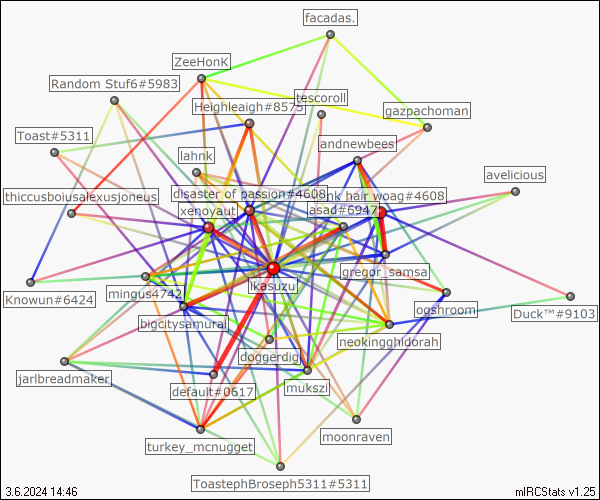 facadas.
ZeeHonK
Random Stuf6#5983
tescoroll
Heighleaigh#8575
gazpachoman
Toast#5311
andnewbees
lahnk
avelicious
thiccusboiusalexusjoneus
disaster of passion#4608
nk hair woag#4608
xenoyaut
asad#6947
gregor_samsa
lkasuzu
mingus4742
Knowun#6424
ogshroom
Duck™#9103
bigcitysamurai
neokingghidorah
doggerdig
jarlbreadmaker
default#0617
mukszi
moonraven
turkey_mcnugget
ToastephBroseph5311#5311
3.6.2024 14:46
mIRCStats v1.25